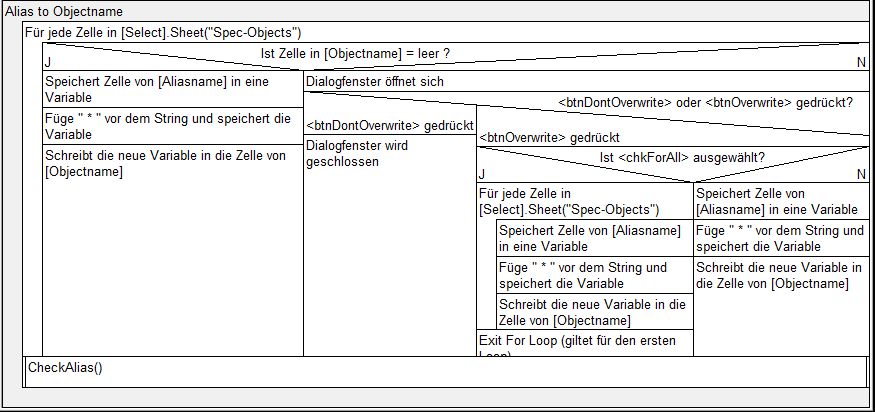 Alias to Objectname
Für jede Zelle in [Select].Sheet("Spec-Objects")
Ist Zelle in [Objectname] = leer ?
J
N
Speichert Zelle von [Aliasname] in eine
Variable
Füge " * " vor dem String und speichert die
Variable
Schreibt die neue Variable in die Zelle von
[Objectname]
Dialogfenster öffnet sich
<btnDontOverwrite> oder <btnOverwrite> gedrückt?
<btnDontOverwrite> gedrückt
Dialogfenster wird
geschlossen
<btnOverwrite> gedrückt
Ist <chkForAll> ausgewählt?
J
N
Für jede Zelle in
[Select].Sheet("Spec-Objects")
Speichert Zelle von [Aliasname]
in eine Variable
Füge " * " vor dem String und
speichert die Variable
Schreibt die neue Variable in die
Zelle von [Objectname]
Exit For Loop (giltet für den ersten
Loop)
Speichert Zelle von
[Aliasname] in eine Variable
Füge " * " vor dem String und
speichert die Variable
Schreibt die neue Variable in
die Zelle von [Objectname]
CheckAlias()